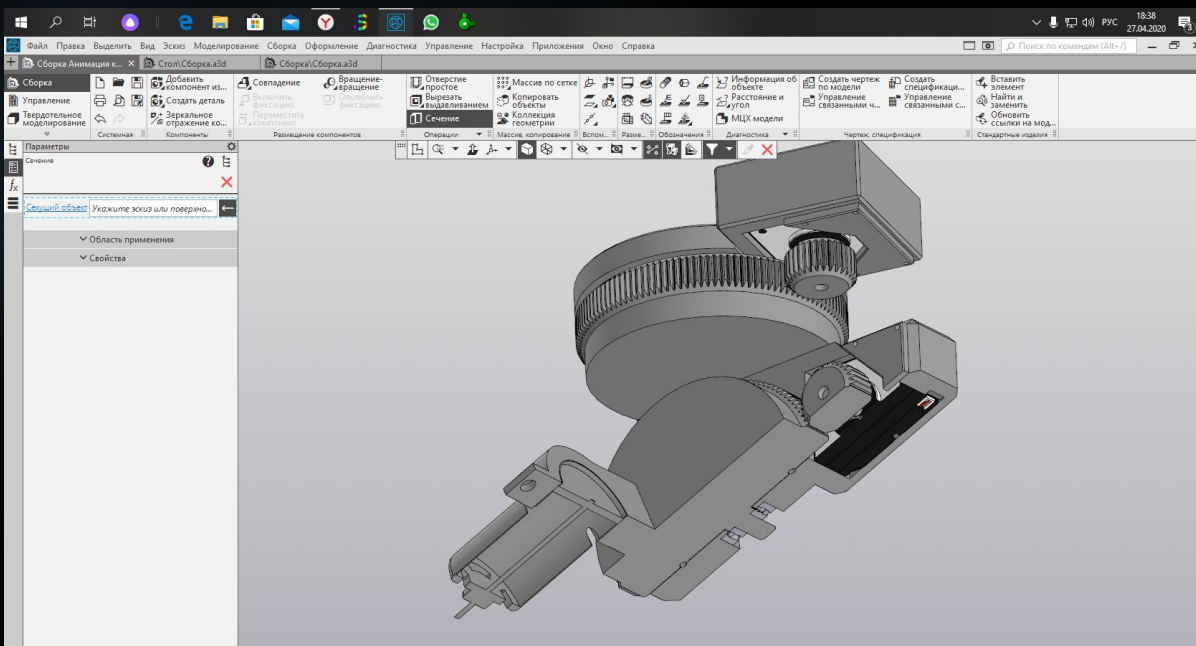 18:38
РУС
27.04.2020
3
Файл Правка Выделить Вид Эскиз Моделирование Сборка Оформление Диагностика Управление Настройка Приложения Окно Справка
Поиск по командам (Alt+/)
Сборка Анимация к...
Стол\Сборка.a3d
Сборка\Сборка.a3d
Сборка
Управление
Твердотельное
моделирование
Системная
Добавить
компонент из...
Создать деталь
Зеркальное
отражение ко...
Компоненты
Совпадение
Включить
фиксацию
Переместить
компонент
Вращение-
вращение
Отключить
фиксацию
Размещение компонентов
Отверстие
простое
Вырезать
выдавливанием
Сечение
Операции
Массив по сетке
Копировать
объекты
Коллекция
геометрии
Массив, копирование
Вспом...
Разме...
Обозначения
Информация об
объекте
Расстояние и
угол
МЦХ модели
Диагностика
Создать чертеж
по модели
Управление
связанными ч...
Создать
спецификаци...
Управление
связанными с...
Чертеж, спецификация
Вставить
элемент
Найти и
заменить
Обновить
ссылки на мод...
Стандартные изделия
Параметры
Сечение
Секущий объект
Укажите эскиз или поверхно...
Область применения
Свойства